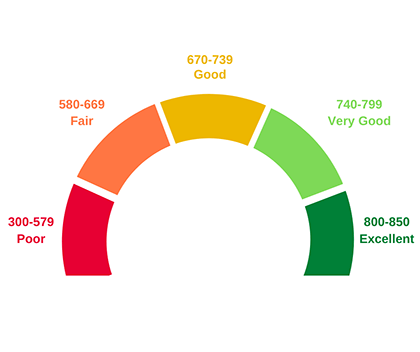 670-739
Good
580-669
Fair
740-799
Very Good
300-579
Poor
800-850
Excellent